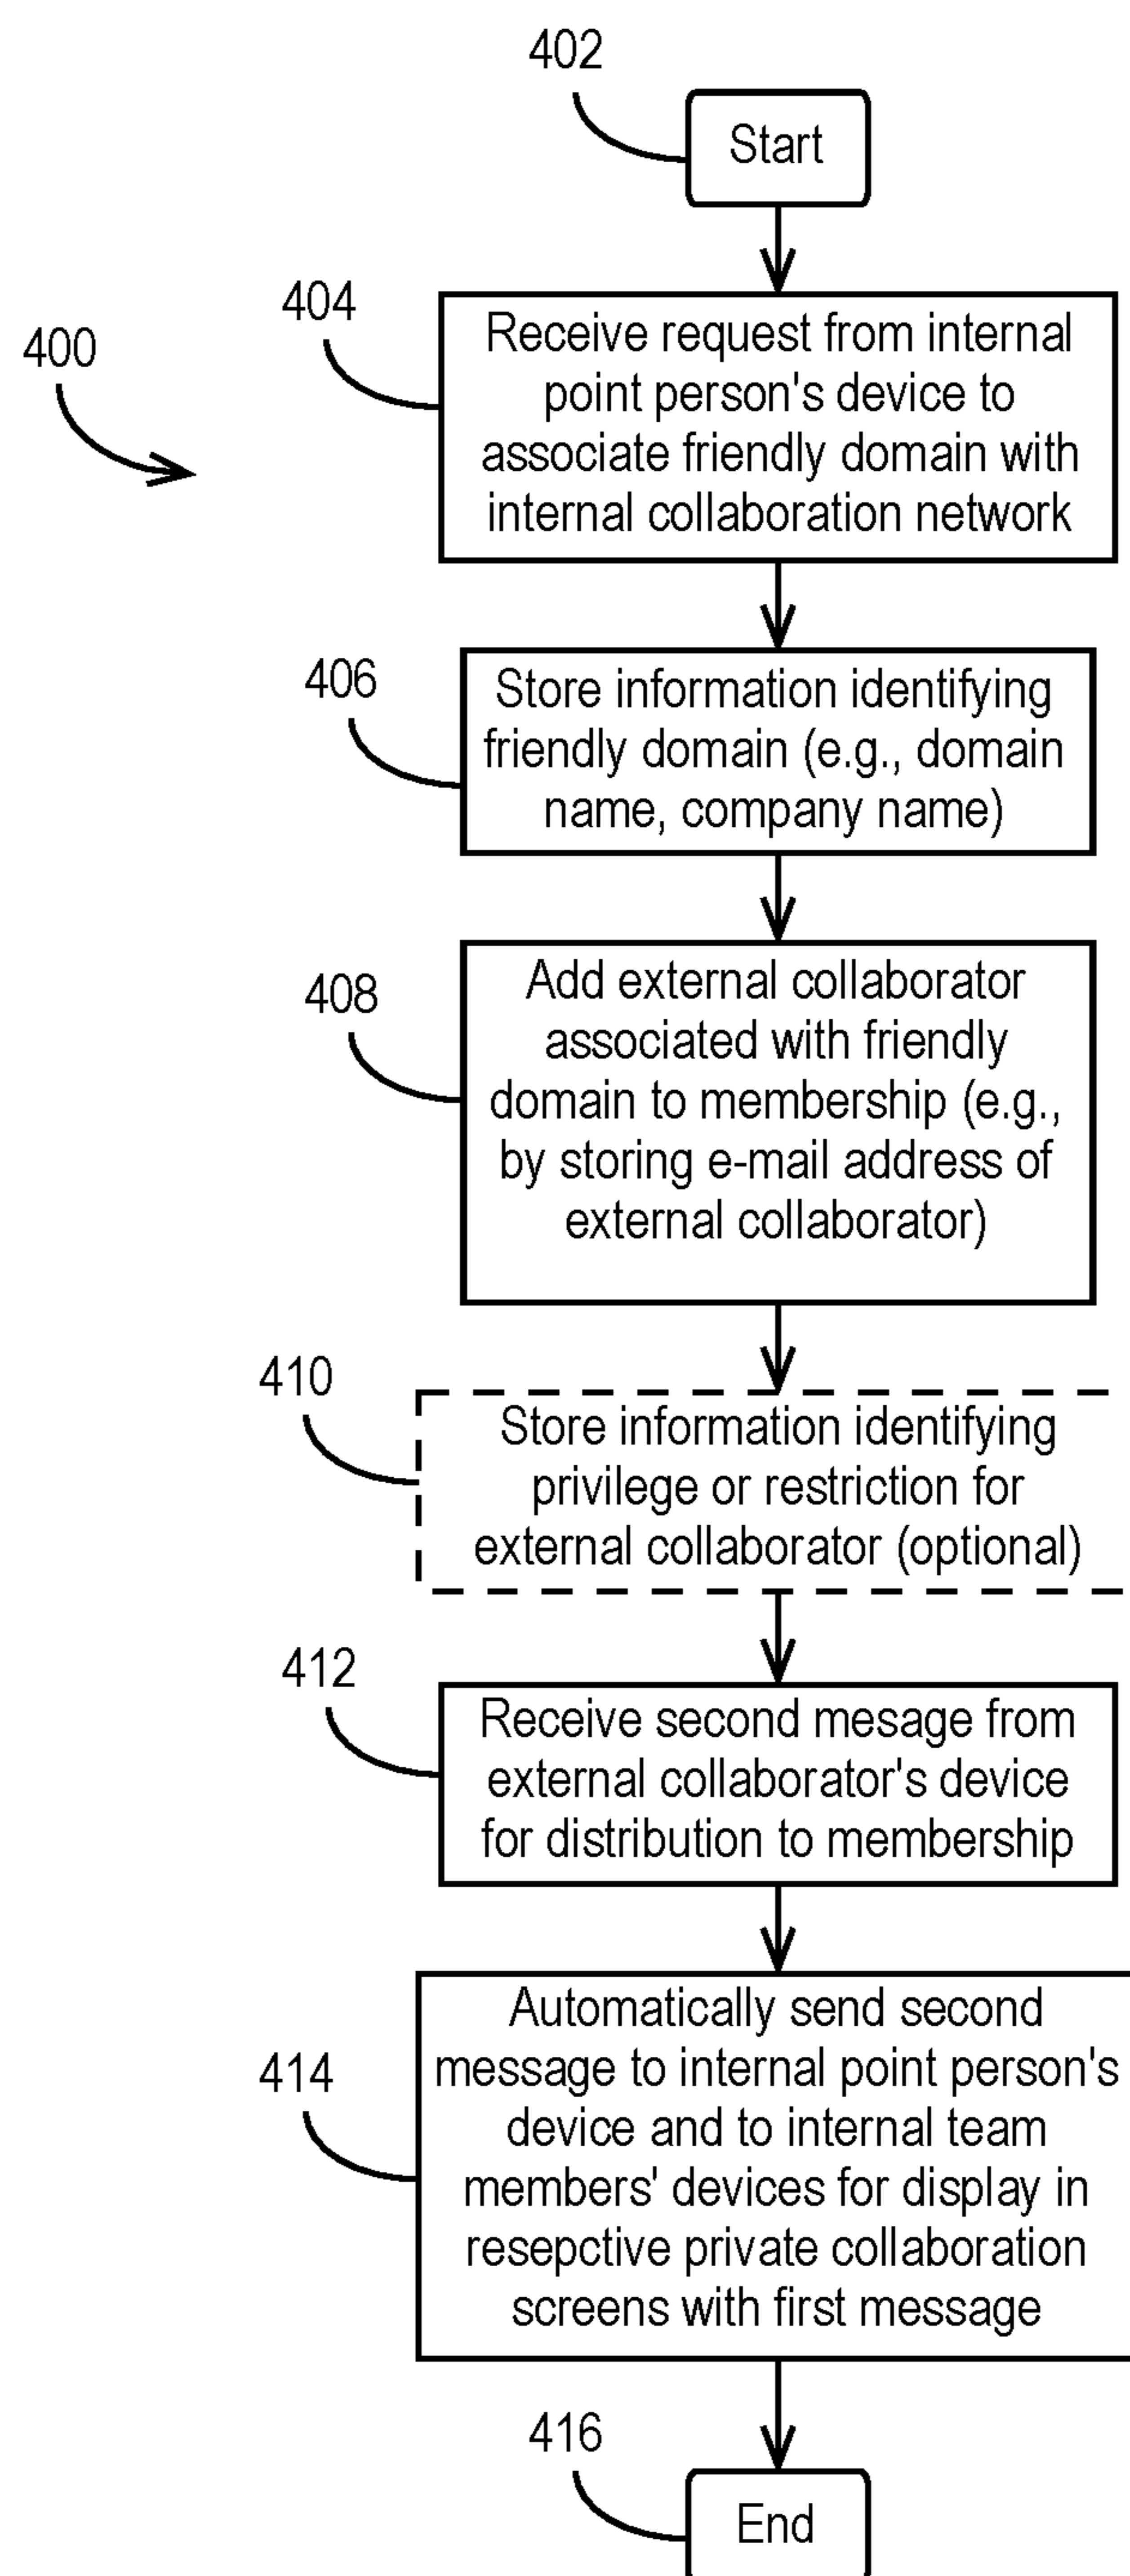 402
Start
404
400
Receive request from internal
point person's device to
associate friendly domain with
internal collaboration network
406
Store information identifying
friendly domain (e.g., domain
name, company name)
408
Add external collaborator
associated with friendly
domain to membership (e.g.,
by storing e-mail address of
external collaborator)
410
Store information identifying
privilege or restriction for
external collaborator (optional)
412
Receive second mesage from
external collaborator's device
for distribution to membership
414
Automatically send second
message to internal point person's
device and to internal team
members' devices for display in
resepctive private collaboration
screens with first message
416
End